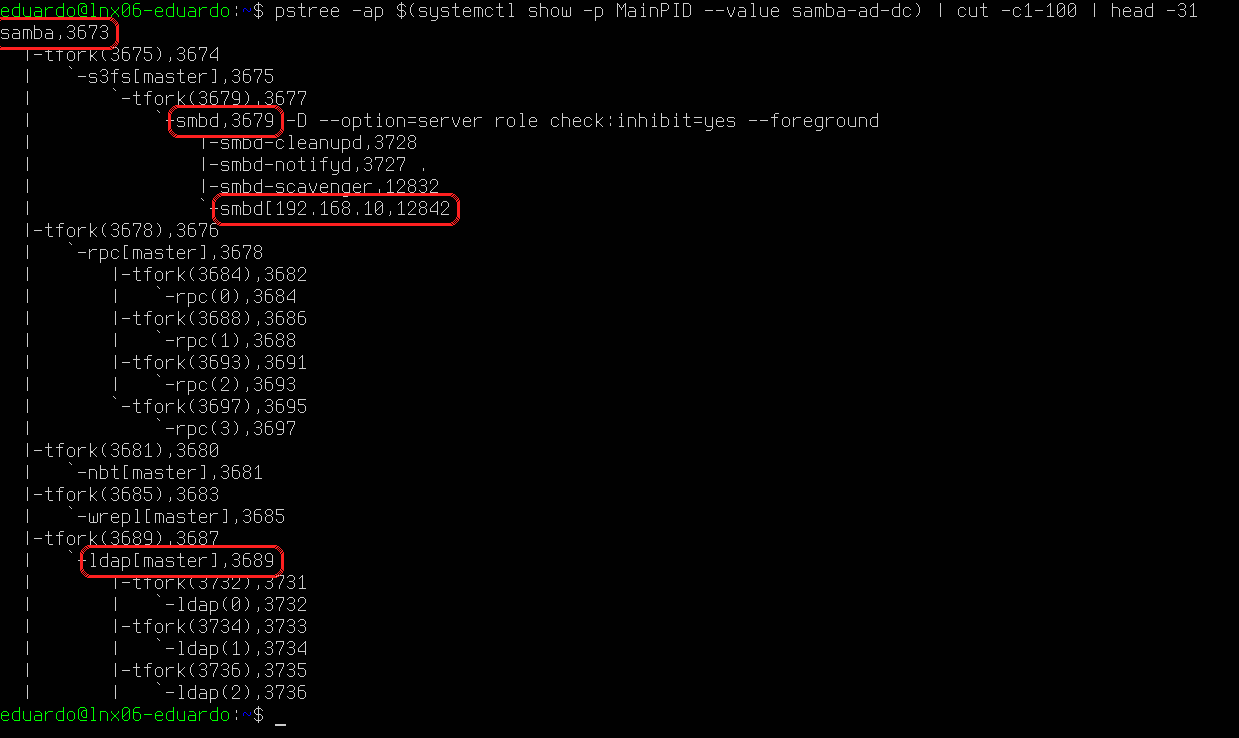 eduardo@lnx06-eduardo:~$ pstree -ap $(systemctl show -p MainPID --value samba-ad-dc) | cut -c1-100 | head -31
samba,3673
  |-tfork(3675),3674
  |   `-s3fs[master],3675
  |       `-tfork(3679),3677
  |           `-smbd,3679 -D --option=server role check:inhibit=yes --foreground
  |               |-smbd-cleanupd,3728
  |               |-smbd-notifyd,3727 .
  |               |-smbd-scavenger,12832
  |               `-smbd[192.168.10,12842
  |-tfork(3678),3676
  |   `-rpc[master],3678
  |       |-tfork(3684),3682
  |       |   `-rpc(0),3684
  |       |-tfork(3688),3686
  |       |   `-rpc(1),3688
  |       |-tfork(3693),3691
  |       |   `-rpc(2),3693
  |       `-tfork(3697),3695
  |           `-rpc(3),3697
  |-tfork(3681),3680
  |   `-nbt[master],3681
  |-tfork(3685),3683
  |   `-wrepl[master],3685
  |-tfork(3689),3687
  |   `-ldap[master],3689
  |       |-tfork(3732),3731
  |       |   `-ldap(0),3732
  |       |-tfork(3734),3733
  |       |   `-ldap(1),3734
  |       |-tfork(3736),3735
  |       |   `-ldap(2),3736
eduardo@lnx06-eduardo:~$ _